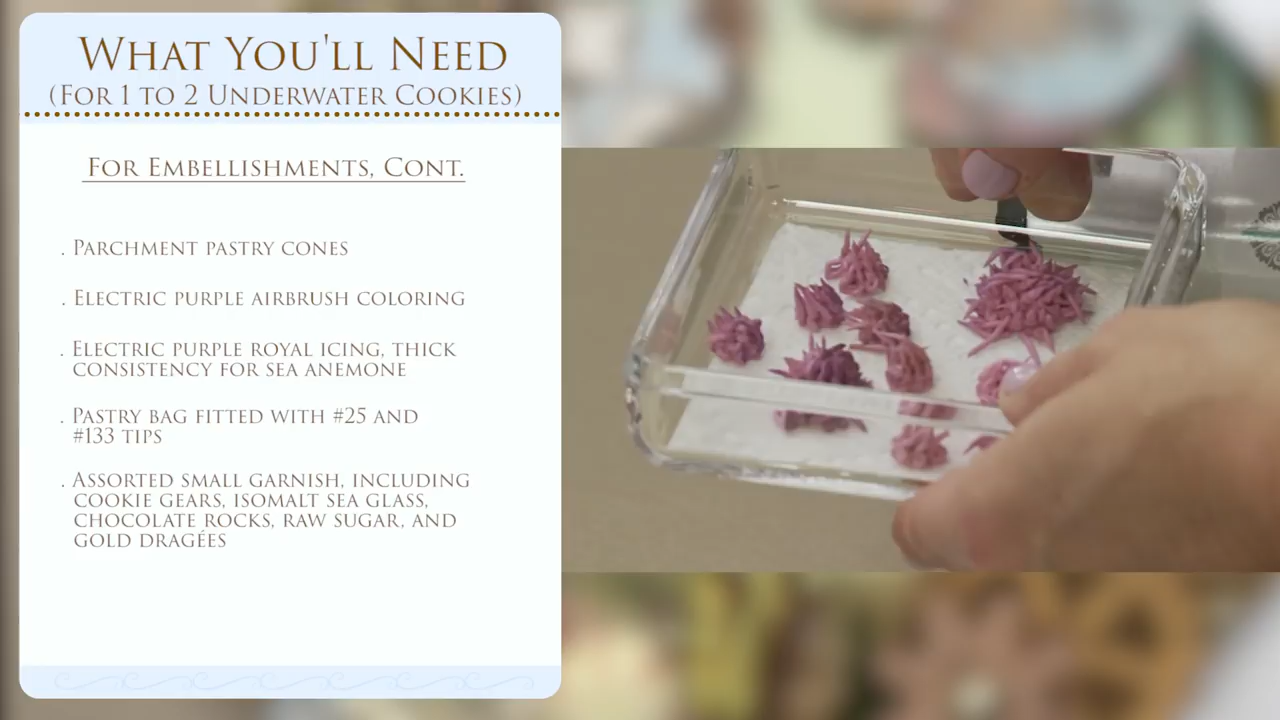 What You'll Need
(For 1 to 2 Underwater Cookies)
For Embellishments, Cont.
. Parchment pastry cones
. Electric purple airbrush coloring
. Electric purple royal icing, thick
consistency for sea anemone
. Pastry bag fitted with #25 and
#133 tips
. Assorted small garnish, including
cookie gears, isomalt sea glass,
chocolate rocks, raw sugar, and
gold dragées